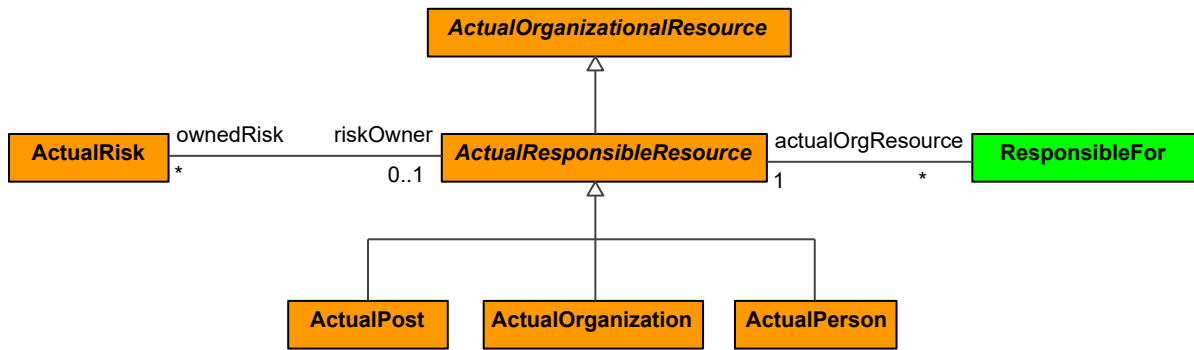 ActualOrganizationalResource
ownedRisk
riskOwner
ActualRisk
*
0..1
ActualResponsibleResource
actualOrgResource
1
*
ResponsibleFor
ActualPost
ActualOrganization
ActualPerson